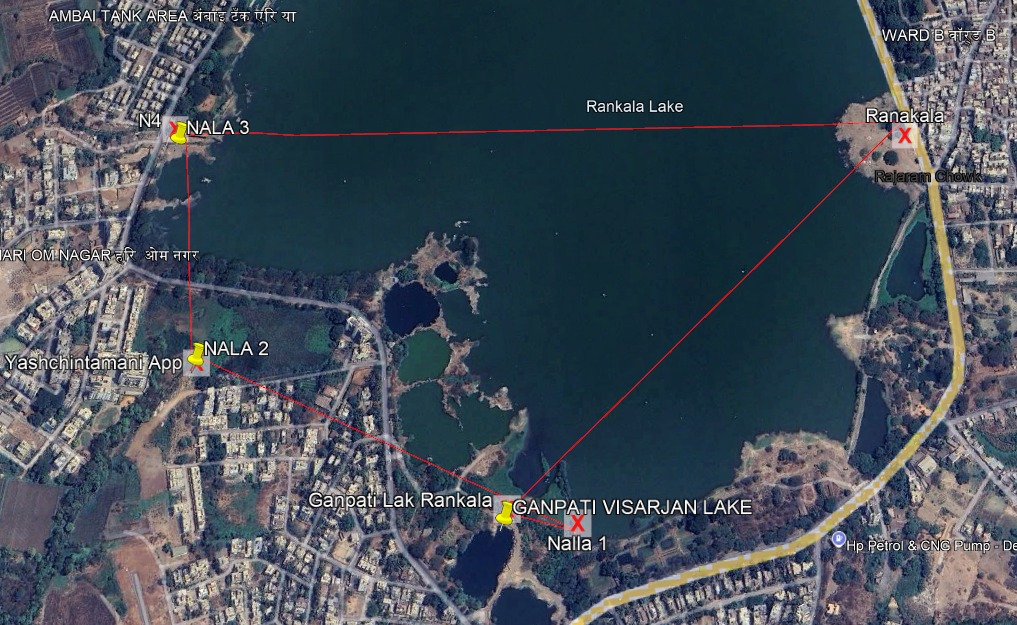 AMBAI TANK AREA अंबाई टँक एरिया
WARD B वॉर्ड B
Rankala Lake
N4
NALA 3
Ranakala
Rajaram Chowk
HARI OM NAGAR हरि ओम नगर
NALA 2
Yashchintamani App
Ganpati Lak Rankala
GANPATI VISARJAN LAKE
Nalla 1
Hp Petrol & CNG Pump - De